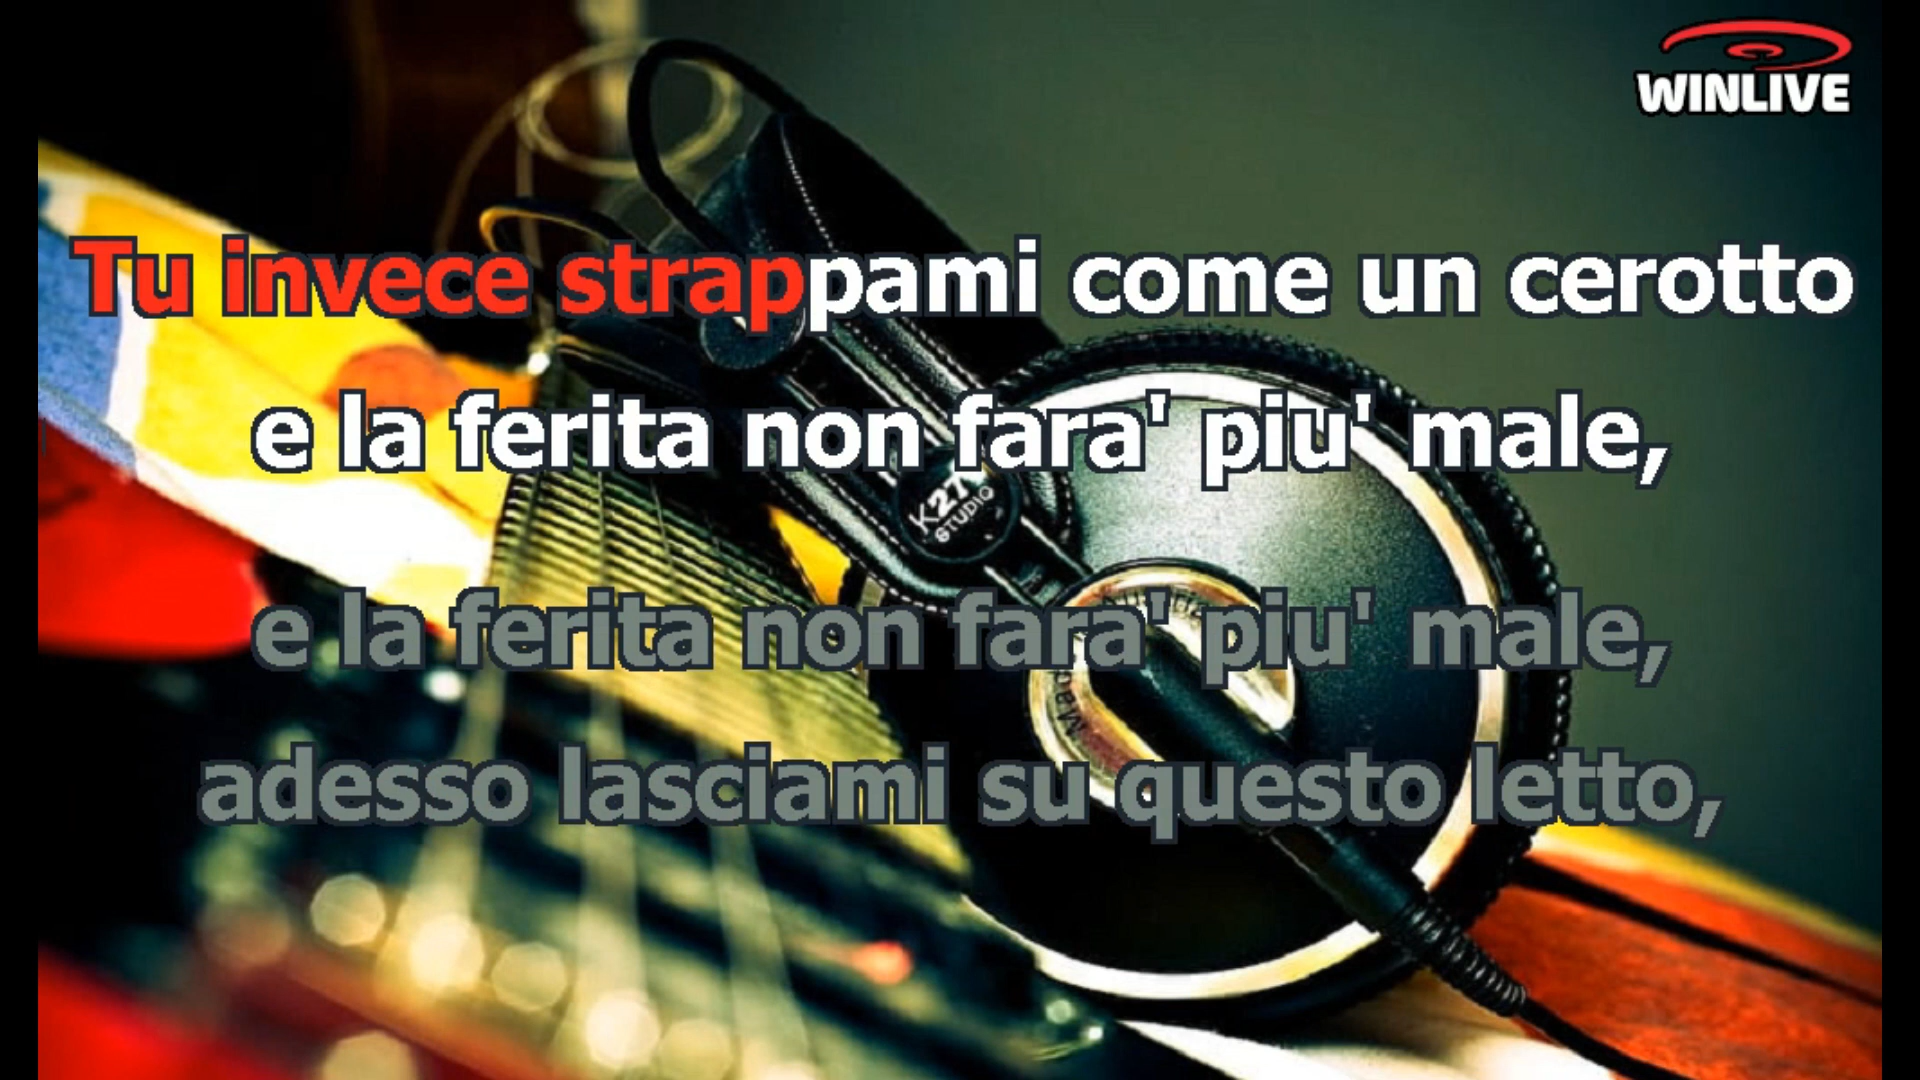 WINLIVE
Tu invece strappami come un cerotto
e la ferita non fara' piu' male,
K271
STUDIO
e la ferita non fara' piu' male,
adesso lasciami su questo letto,